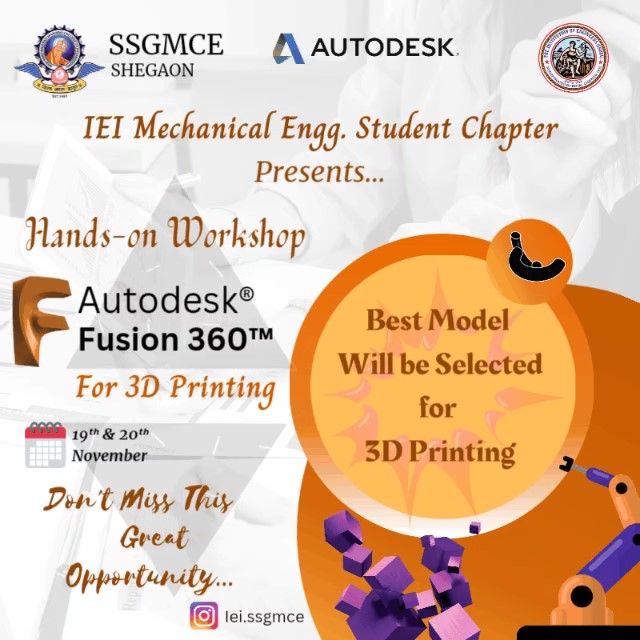 SSGMCE
SHEGAON
AUTODESK.
IEI Mechanical Engg. Student Chapter
Presents...
Hands-on Workshop
Autodesk®
Fusion 360™
For 3D Printing
19th & 20th
November
Best Model
Will be Selected
for
3D Printing
Don't Miss This
Great
Opportunity...
Iei.ssgmce